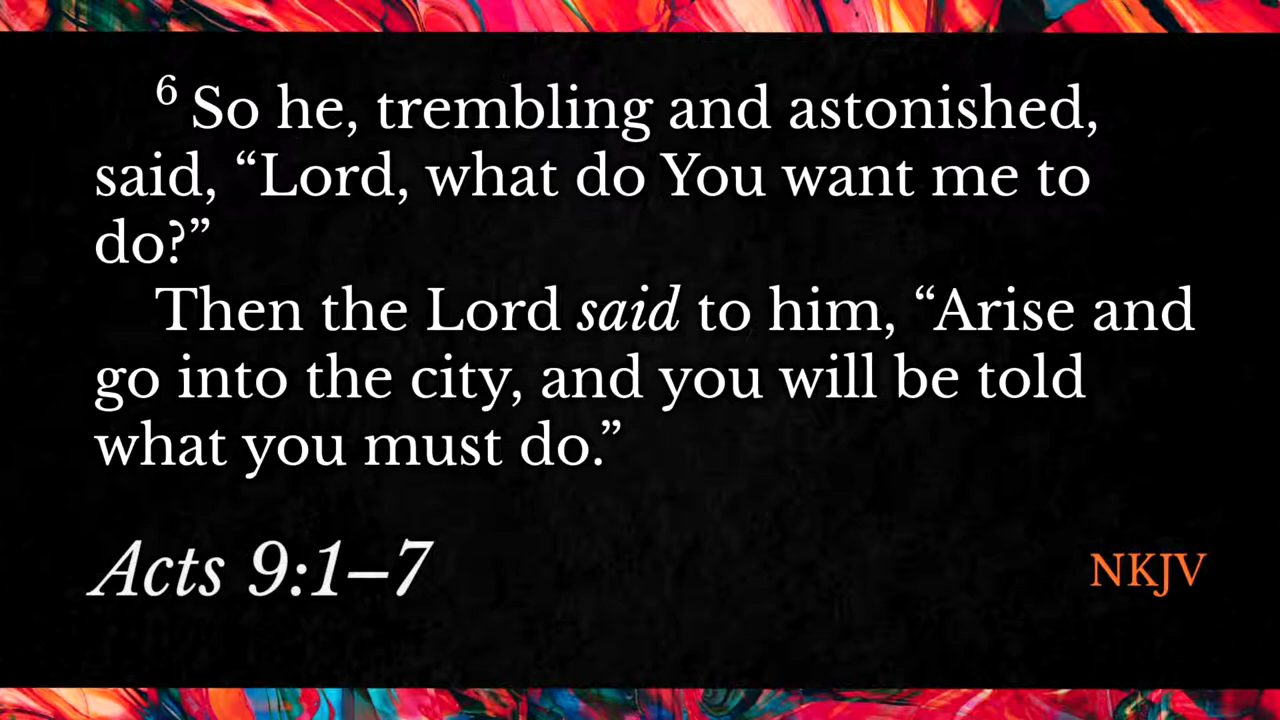 6 So he, trembling and astonished,
said, “Lord, what do You want me to
do?”
Then the Lord said to him, “Arise and
go into the city, and you will be told
what you must do.”
Acts 9:1–7
NKJV